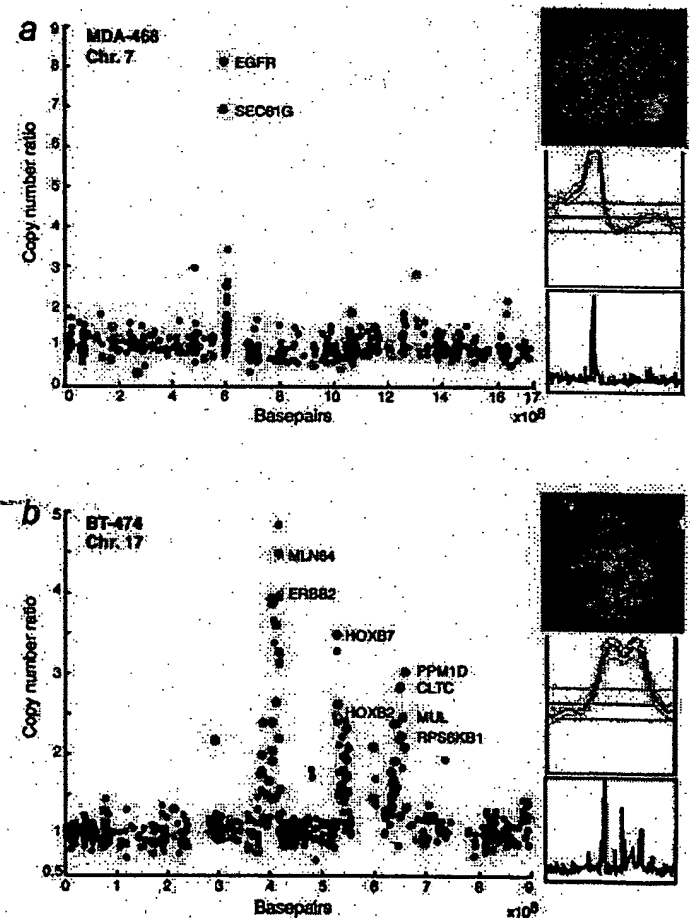 a
MDA-468
Chr. 7
EGFR
SEC61G
Copy number ratio
9
8
7
6
5
4
3
2
1
0
0 2 4 6 8 10 12 14 16 17
Basepairs
x10⁸
b
BT-474
Chr. 17
MLN64
ERBB2
HOXB7
PPM1D
CLTC
HOXB2
MUL
RPS6KB1
Copy number ratio
5
4
3
2
1
0.5
0 1 2 3 4 5 6 7 8 9
Basepairs
x10⁸